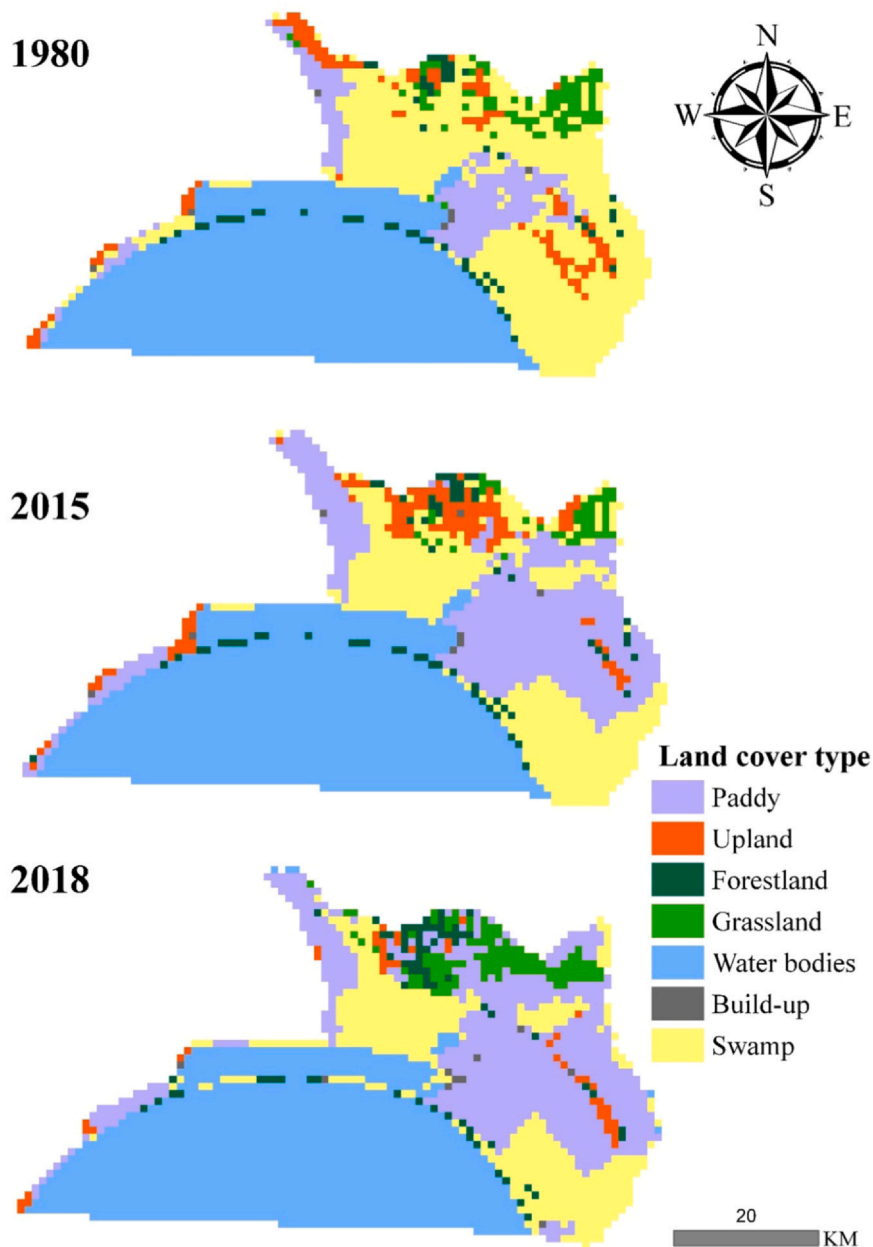 1980
N
W
E
S
2015
Land cover type
Paddy
Upland
Forestland
Grassland
Water bodies
Build-up
Swamp
2018
20
KM